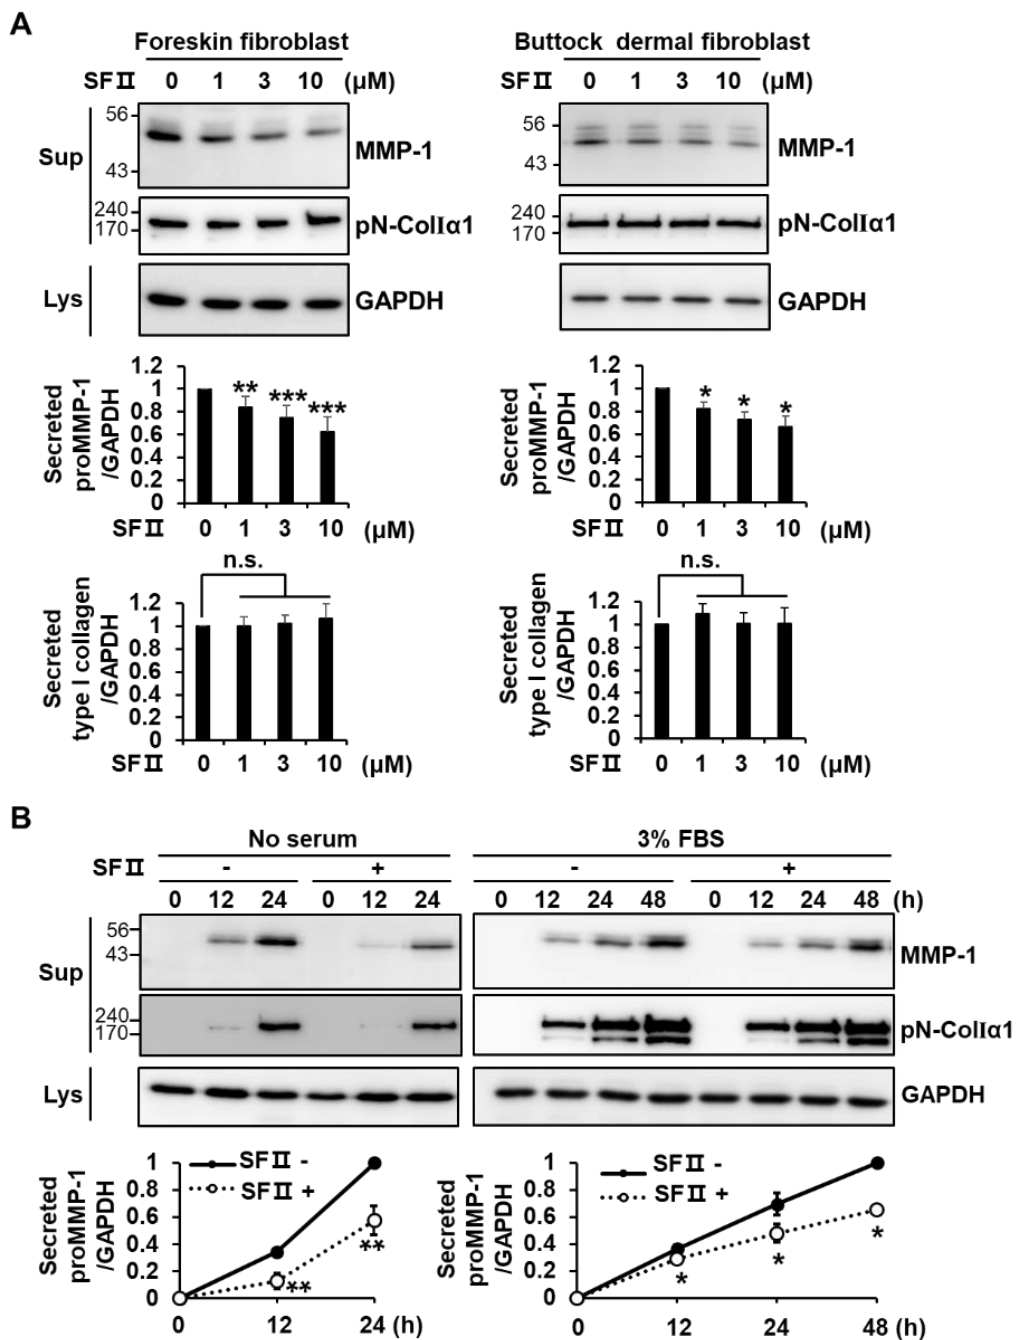 A
Foreskin fibroblast
SFⅡ 0 1 3 10 (μM)
Sup
56
43
MMP-1
240
170
pN-ColⅠα1
Lys
GAPDH
Secreted proMMP-1 /GAPDH
1.2
1
0.8
0.6
0.4
0.2
0
** *** ***
SFⅡ 0 1 3 10 (μM)
n.s.
Secreted type I collagen /GAPDH
1.2
1
0.8
0.6
0.4
0.2
0
SFⅡ 0 1 3 10 (μM)
Buttock dermal fibroblast
SFⅡ 0 1 3 10 (μM)
56
43
MMP-1
240
170
pN-ColⅠα1
GAPDH
Secreted proMMP-1 /GAPDH
1.2
1
0.8
0.6
0.4
0.2
0
* * *
SFⅡ 0 1 3 10 (μM)
n.s.
Secreted type I collagen /GAPDH
1.2
1
0.8
0.6
0.4
0.2
0
SFⅡ 0 1 3 10 (μM)
B
No serum 3% FBS
SFⅡ - + - +
0 12 24 0 12 24 0 12 24 48 0 12 24 48 (h)
Sup
56
43
MMP-1
240
170
pN-ColⅠα1
Lys
GAPDH
Secreted proMMP-1 /GAPDH
1
0.8
0.6
0.4
0.2
0
SFⅡ -
SFⅡ +
** **
0 12 24 (h)
Secreted proMMP-1 /GAPDH
1
0.8
0.6
0.4
0.2
0
SFⅡ -
SFⅡ +
* * *
0 12 24 48 (h)